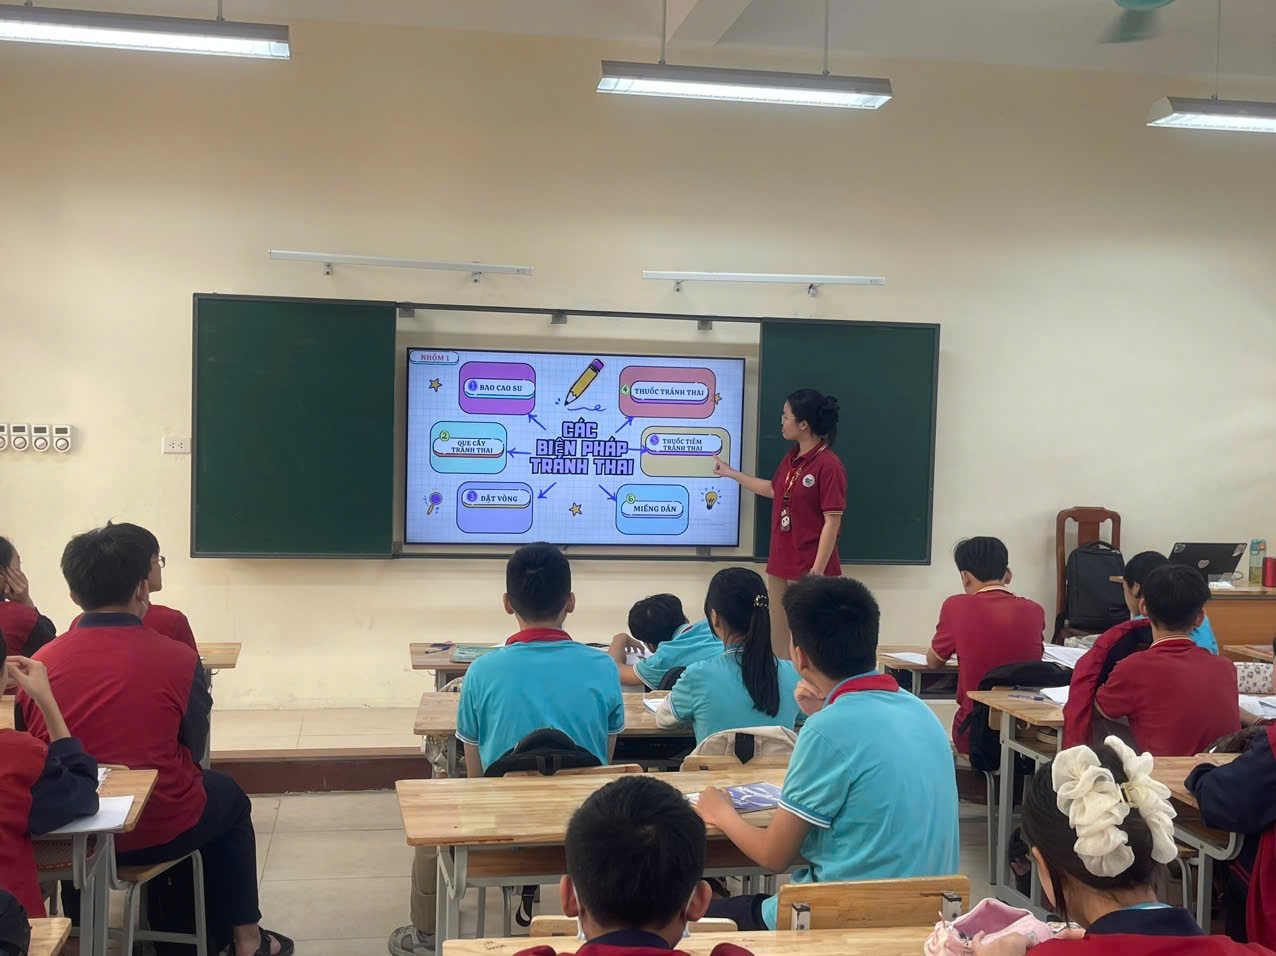 NHÓM 1
CÁC
BIỆN PHÁP
TRÁNH THAI
1 BAO CAO SU
2 QUE CẤY
TRÁNH THAI
3 ĐẶT VÒNG
4 THUỐC TRÁNH THAI
5 THUỐC TIÊM
TRÁNH THAI
6 MIẾNG DÁN